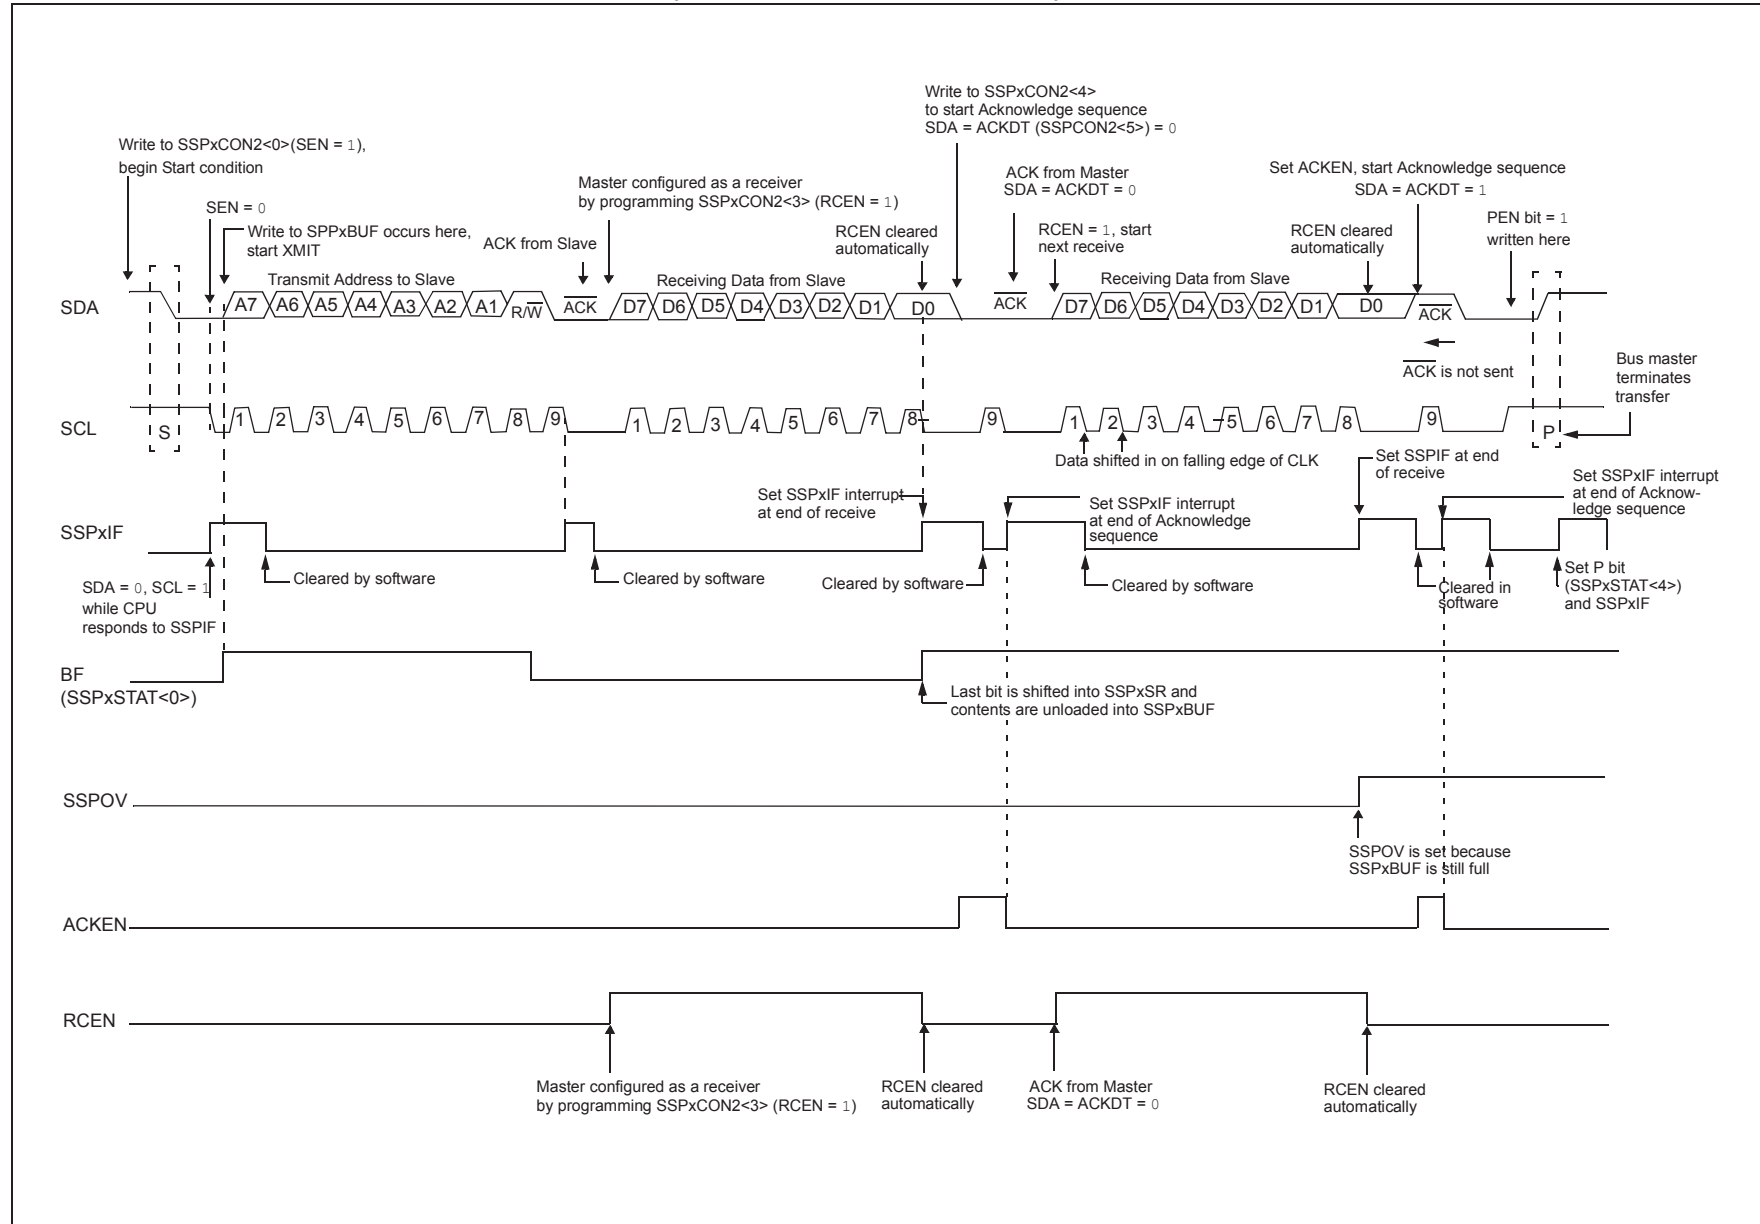 Write to SSPxCON2<4>
to start Acknowledge sequence
SDA = ACKDT (SSPCON2<5>) = 0
Write to SSPxCON2<0>(SEN = 1),
begin Start condition
ACK from Master
SDA = ACKDT = 0
Set ACKEN, start Acknowledge sequence
SDA = ACKDT = 1
Master configured as a receiver
by programming SSPxCON2<3> (RCEN = 1)
SEN = 0
PEN bit = 1
written here
Write to SPPxBUF occurs here,
start XMIT
ACK from Slave
RCEN cleared
automatically
RCEN = 1, start
next receive
RCEN cleared
automatically
Transmit Address to Slave
Receiving Data from Slave
Receiving Data from Slave
SDA
A7 A6 A5 A4 A3 A2 A1 R/W ACK D7 D6 D5 D4 D3 D2 D1 D0 ACK D7 D6 D5 D4 D3 D2 D1 D0 ACK
ACK is not sent
Bus master
terminates
transfer
SCL
S 1 2 3 4 5 6 7 8 9 1 2 3 4 5 6 7 8 9 1 2 3 4 5 6 7 8 9 P
Data shifted in on falling edge of CLK
Set SSPIF at end
of receive
Set SSPxIF interrupt
at end of receive
Set SSPxIF interrupt
at end of Acknowledge
sequence
Set SSPxIF interrupt
at end of Acknow-
ledge sequence
SSPxIF
Cleared by software
Cleared by software
Cleared by software
Cleared by software
Cleared in
software
Set P bit
(SSPxSTAT<4>)
and SSPxIF
SDA = 0, SCL = 1
while CPU
responds to SSPIF
BF
(SSPxSTAT<0>)
Last bit is shifted into SSPxSR and
contents are unloaded into SSPxBUF
SSPOV
SSPOV is set because
SSPxBUF is still full
ACKEN
RCEN
Master configured as a receiver
by programming SSPxCON2<3> (RCEN = 1)
RCEN cleared
automatically
ACK from Master
SDA = ACKDT = 0
RCEN cleared
automatically